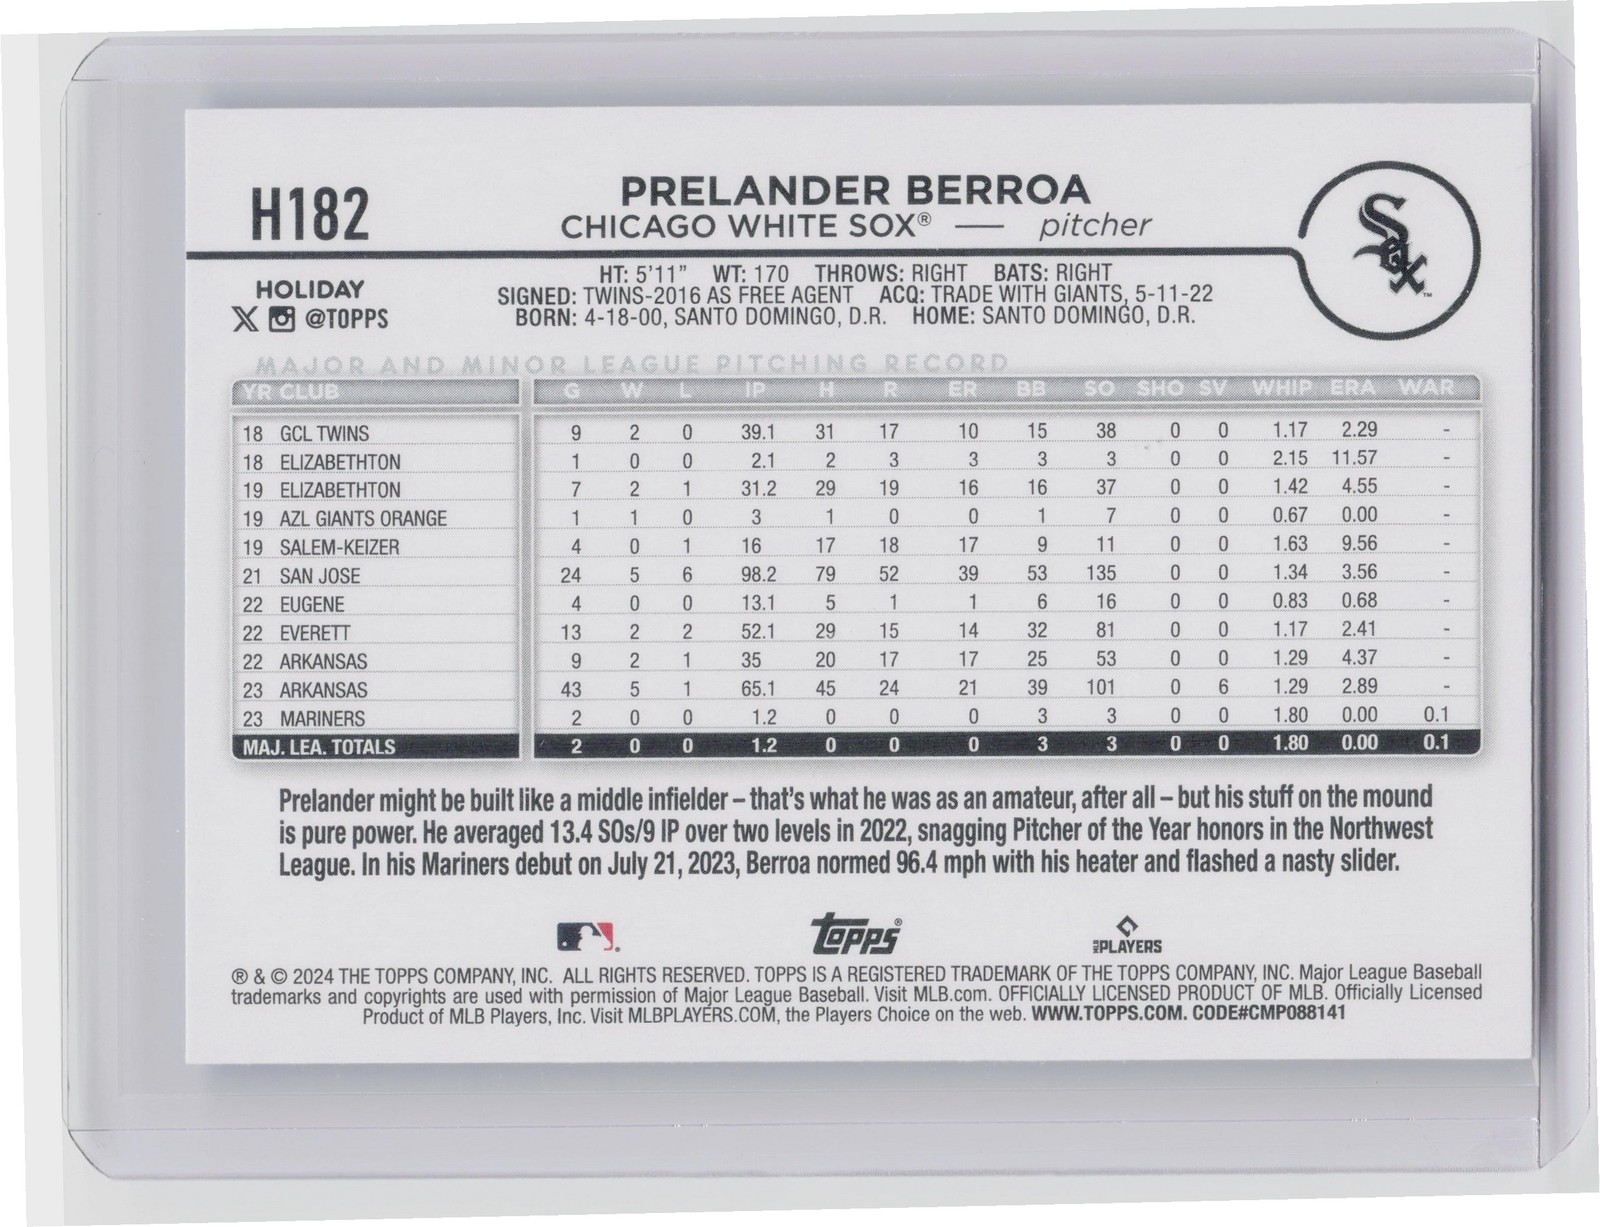 H182
PRELANDER BERROA
CHICAGO WHITE SOX® — pitcher
HOLIDAY
X @TOPPS
HT: 5'11" WT: 170 THROWS: RIGHT BATS: RIGHT
SIGNED: TWINS-2016 AS FREE AGENT ACQ: TRADE WITH GIANTS, 5-11-22
BORN: 4-18-00, SANTO DOMINGO, D.R. HOME: SANTO DOMINGO, D.R.
Sox™
MAJOR AND MINOR LEAGUE PITCHING RECORD
YR CLUB G W L IP H R ER BB SO SHO SV WHIP ERA WAR
18 GCL TWINS 9 2 0 39.1 31 17 10 15 38 0 0 1.17 2.29 -
18 ELIZABETHTON 1 0 0 2.1 2 3 3 3 3 0 0 2.15 11.57 -
19 ELIZABETHTON 7 2 1 31.2 29 19 16 16 37 0 0 1.42 4.55 -
19 AZL GIANTS ORANGE 1 1 0 3 1 0 0 1 7 0 0 0.67 0.00 -
19 SALEM-KEIZER 4 0 1 16 17 18 17 9 11 0 0 1.63 9.56 -
21 SAN JOSE 24 5 6 98.2 79 52 39 53 135 0 0 1.34 3.56 -
22 EUGENE 4 0 0 13.1 5 1 1 6 16 0 0 0.83 0.68 -
22 EVERETT 13 2 2 52.1 29 15 14 32 81 0 0 1.17 2.41 -
22 ARKANSAS 9 2 1 35 20 17 17 25 53 0 0 1.29 4.37 -
23 ARKANSAS 43 5 1 65.1 45 24 21 39 101 0 6 1.29 2.89 -
23 MARINERS 2 0 0 1.2 0 0 0 3 3 0 0 1.80 0.00 0.1
MAJ. LEA. TOTALS 2 0 0 1.2 0 0 0 3 3 0 0 1.80 0.00 0.1
Prelander might be built like a middle infielder – that's what he was as an amateur, after all – but his stuff on the mound
is pure power. He averaged 13.4 SOs/9 IP over two levels in 2022, snagging Pitcher of the Year honors in the Northwest
League. In his Mariners debut on July 21, 2023, Berroa normed 96.4 mph with his heater and flashed a nasty slider.
TOPPS® MLB PLAYERS
® & © 2024 THE TOPPS COMPANY, INC. ALL RIGHTS RESERVED. TOPPS IS A REGISTERED TRADEMARK OF THE TOPPS COMPANY, INC. Major League Baseball
trademarks and copyrights are used with permission of Major League Baseball. Visit MLB.com. OFFICIALLY LICENSED PRODUCT OF MLB. Officially Licensed
Product of MLB Players, Inc. Visit MLBPLAYERS.COM, the Players Choice on the web. WWW.TOPPS.COM. CODE#CMP088141